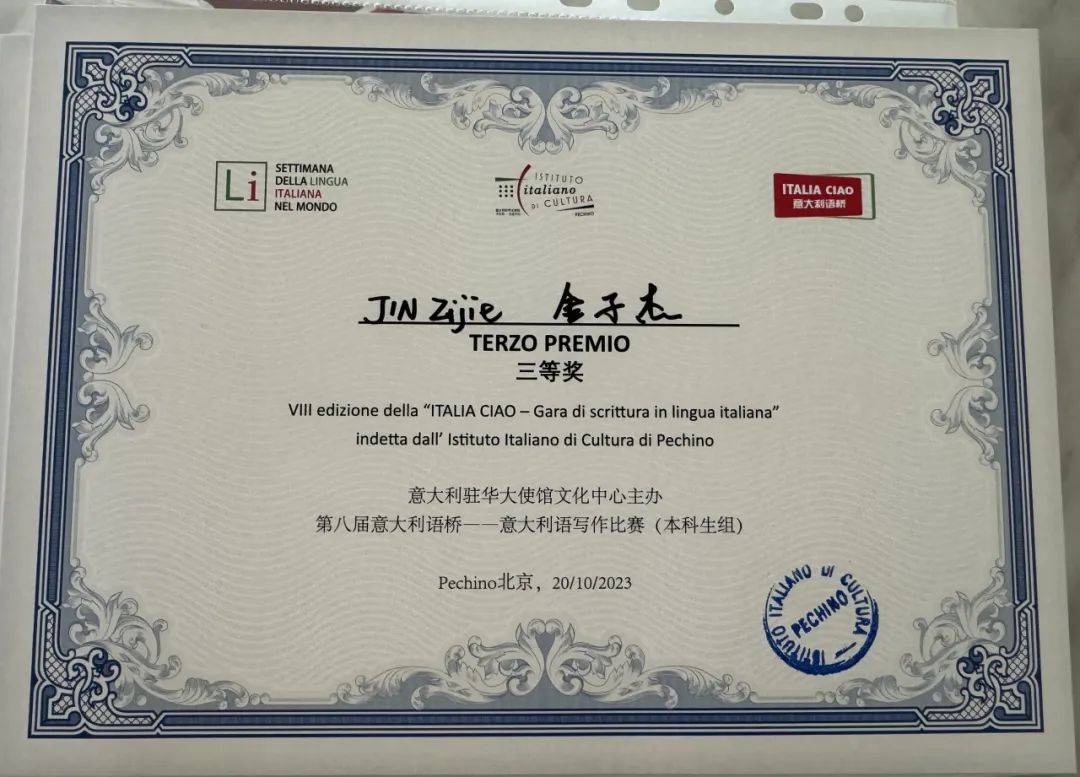 Li
SETTIMANA
DELLA LINGUA
ITALIANA
NEL MONDO
ISTITUTO
italiano
DI CULTURA
PECHINO
ITALIA CIAO
意大利语桥
JIN Zijie 金子杰
TERZO PREMIO
三等奖
VIII edizione della “ITALIA CIAO – Gara di scrittura in lingua italiana”
indetta dall’ Istituto Italiano di Cultura di Pechino
意大利驻华大使馆文化中心主办
第八届意大利语桥——意大利语写作比赛（本科生组）
Pechino北京，20/10/2023
ISTITUTO ITALIANO DI CULTURA
PECHINO